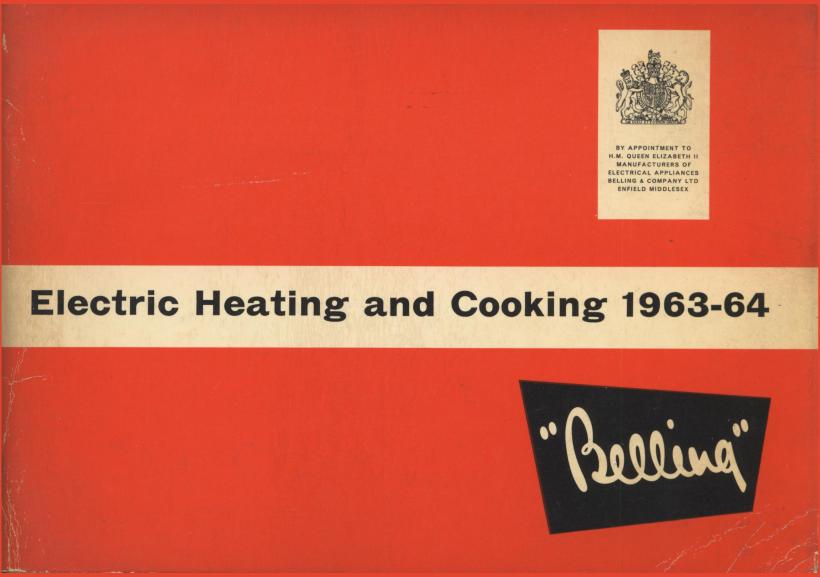 BY APPOINTMENT TO
H.M. QUEEN ELIZABETH II
MANUFACTURERS OF
ELECTRICAL APPLIANCES
BELLING & COMPANY LTD
ENFIELD MIDDLESEX
Electric Heating and Cooking 1963-64
"Belling"